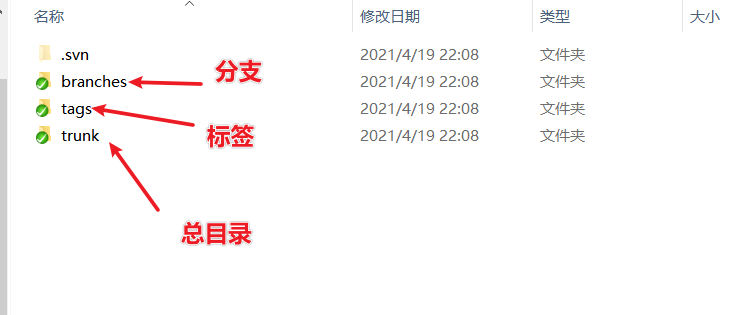 名称 修改日期 类型 大小
.svn 2021/4/19 22:08 文件夹
branches 2021/4/19 22:08 文件夹
分支
tags 2021/4/19 22:08 文件夹
标签
trunk 2021/4/19 22:08 文件夹
总目录